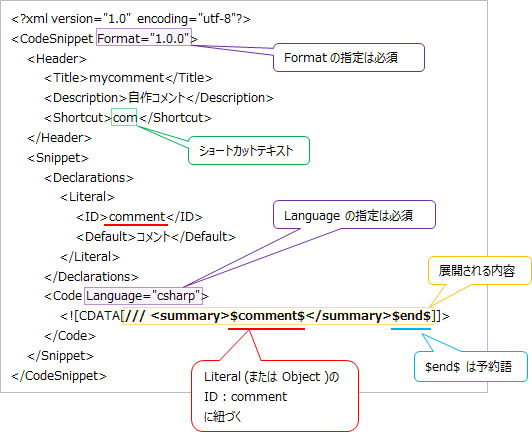 <?xml version="1.0" encoding="utf-8"?>
<CodeSnippet Format="1.0.0">
Format の指定は必須
<Header>
<Title>mycomment</Title>
<Description>自作コメント</Description>
<Shortcut>com</Shortcut>
</Header>
ショートカットテキスト
<Snippet>
<Declarations>
<Literal>
<ID>comment</ID>
Language の指定は必須
<Default>コメント</Default>
</Literal>
</Declarations>
展開される内容
<Code Language="csharp">
<![CDATA[/// <summary>$comment$</summary>$end$]]>
</Code>
</Snippet>
$end$ は予約語
</CodeSnippet>
Literal (または Object )の
ID : comment
に紐づく